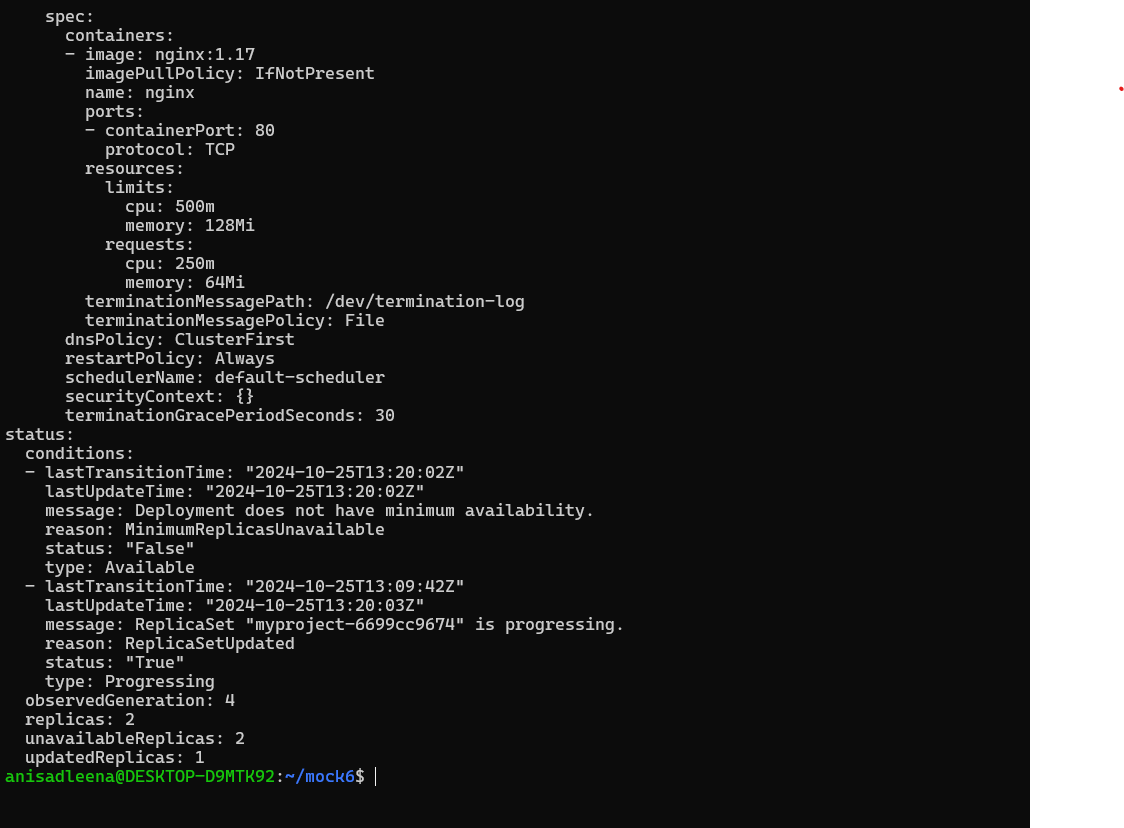 spec:
containers:
- image: nginx:1.17
imagePullPolicy: IfNotPresent
name: nginx
ports:
- containerPort: 80
protocol: TCP
resources:
limits:
cpu: 500m
memory: 128Mi
requests:
cpu: 250m
memory: 64Mi
terminationMessagePath: /dev/termination-log
terminationMessagePolicy: File
dnsPolicy: ClusterFirst
restartPolicy: Always
schedulerName: default-scheduler
securityContext: {}
terminationGracePeriodSeconds: 30
status:
conditions:
- lastTransitionTime: "2024-10-25T13:20:02Z"
lastUpdateTime: "2024-10-25T13:20:02Z"
message: Deployment does not have minimum availability.
reason: MinimumReplicasUnavailable
status: "False"
type: Available
- lastTransitionTime: "2024-10-25T13:09:42Z"
lastUpdateTime: "2024-10-25T13:20:03Z"
message: ReplicaSet "myproject-6699cc9674" is progressing.
reason: ReplicaSetUpdated
status: "True"
type: Progressing
observedGeneration: 4
replicas: 2
unavailableReplicas: 2
updatedReplicas: 1
anisadleena@DESKTOP-D9MTK92:~/mock6$